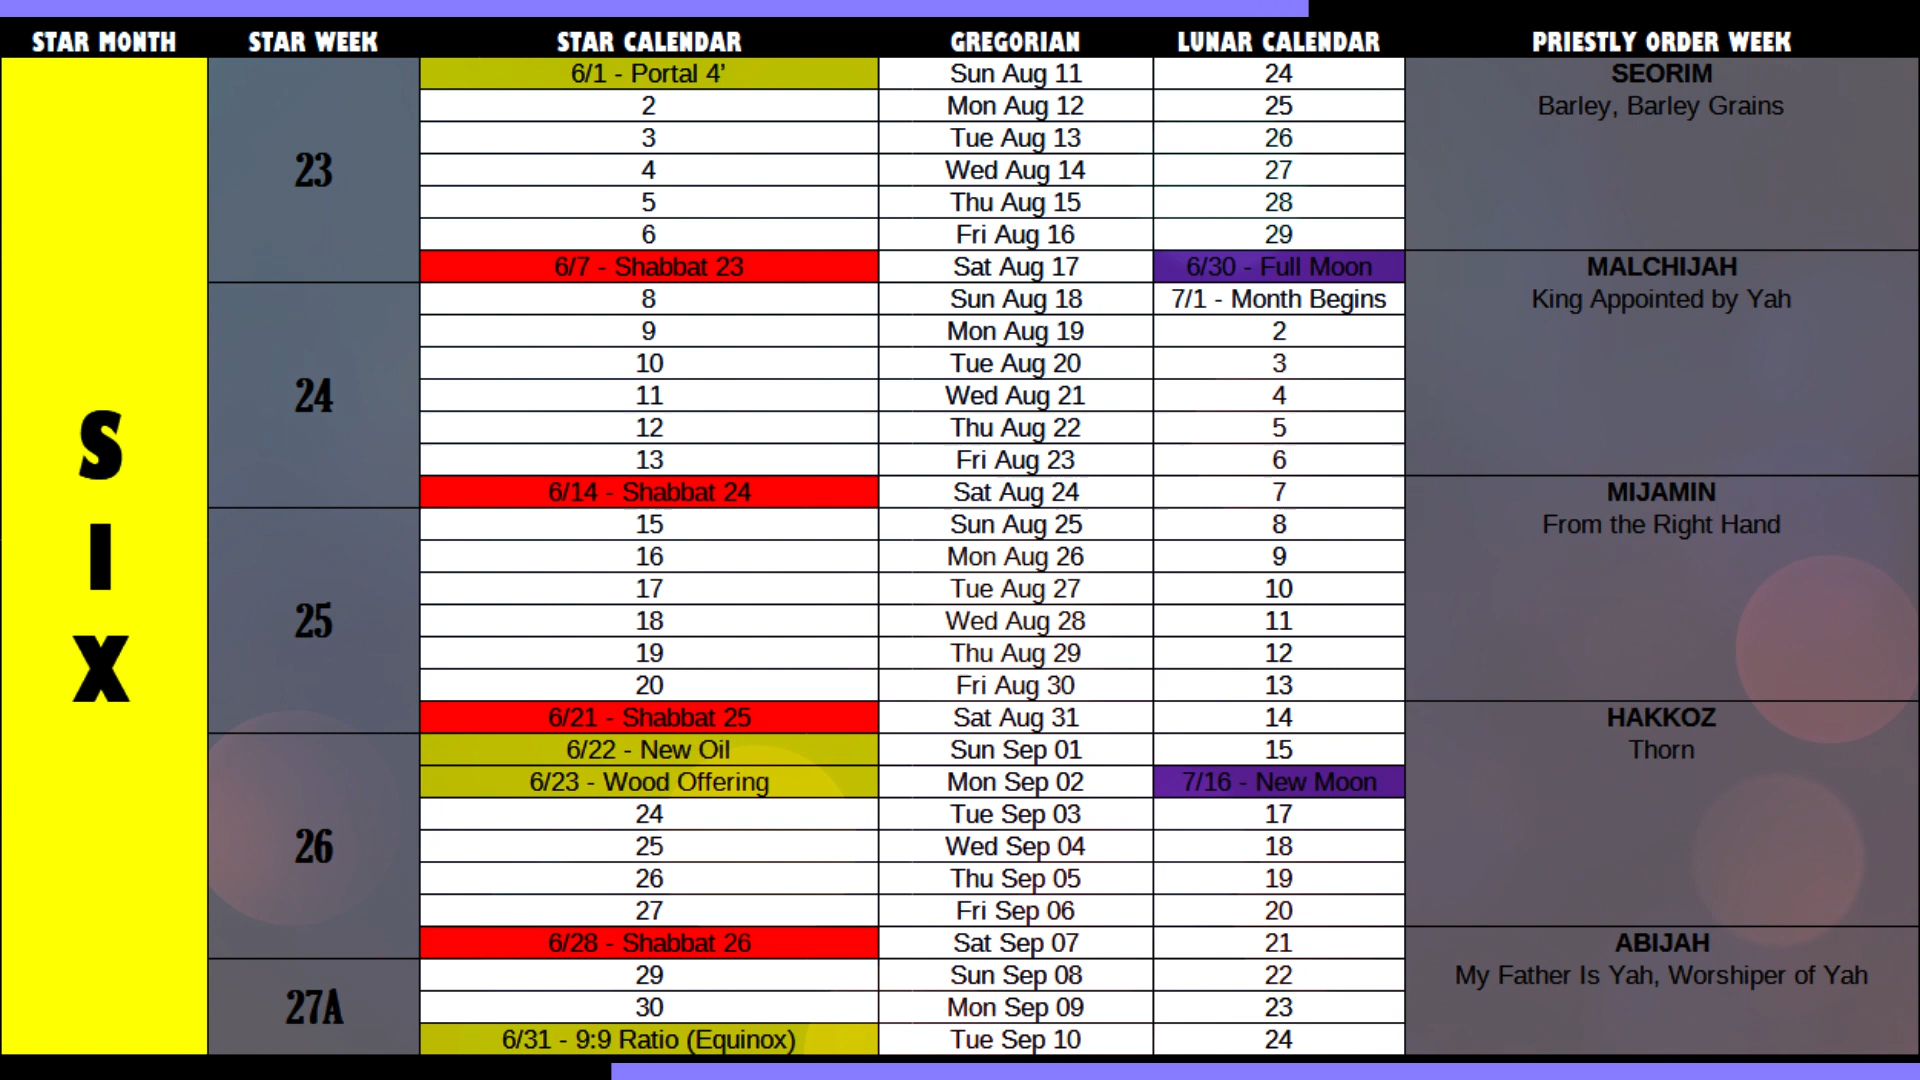 STAR MONTH STAR WEEK STAR CALENDAR GREGORIAN LUNAR CALENDAR PRIESTLY ORDER WEEK
6/1 - Portal 4’ Sun Aug 11 24 SEORIM
2 Mon Aug 12 25 Barley, Barley Grains
3 Tue Aug 13 26
23 4 Wed Aug 14 27
5 Thu Aug 15 28
6 Fri Aug 16 29
6/7 - Shabbat 23 Sat Aug 17 6/30 - Full Moon MALCHIJAH
8 Sun Aug 18 7/1 - Month Begins King Appointed by Yah
9 Mon Aug 19 2
10 Tue Aug 20 3
24 11 Wed Aug 21 4
12 Thu Aug 22 5
S 13 Fri Aug 23 6
6/14 - Shabbat 24 Sat Aug 24 7 MIJAMIN
15 Sun Aug 25 8 From the Right Hand
I 16 Mon Aug 26 9
17 Tue Aug 27 10
25 18 Wed Aug 28 11
19 Thu Aug 29 12
X 20 Fri Aug 30 13
6/21 - Shabbat 25 Sat Aug 31 14 HAKKOZ
6/22 - New Oil Sun Sep 01 15 Thorn
6/23 - Wood Offering Mon Sep 02 7/16 - New Moon
24 Tue Sep 03 17
26 25 Wed Sep 04 18
26 Thu Sep 05 19
27 Fri Sep 06 20
6/28 - Shabbat 26 Sat Sep 07 21 ABIJAH
29 Sun Sep 08 22 My Father Is Yah, Worshiper of Yah
27A 30 Mon Sep 09 23
6/31 - 9:9 Ratio (Equinox) Tue Sep 10 24